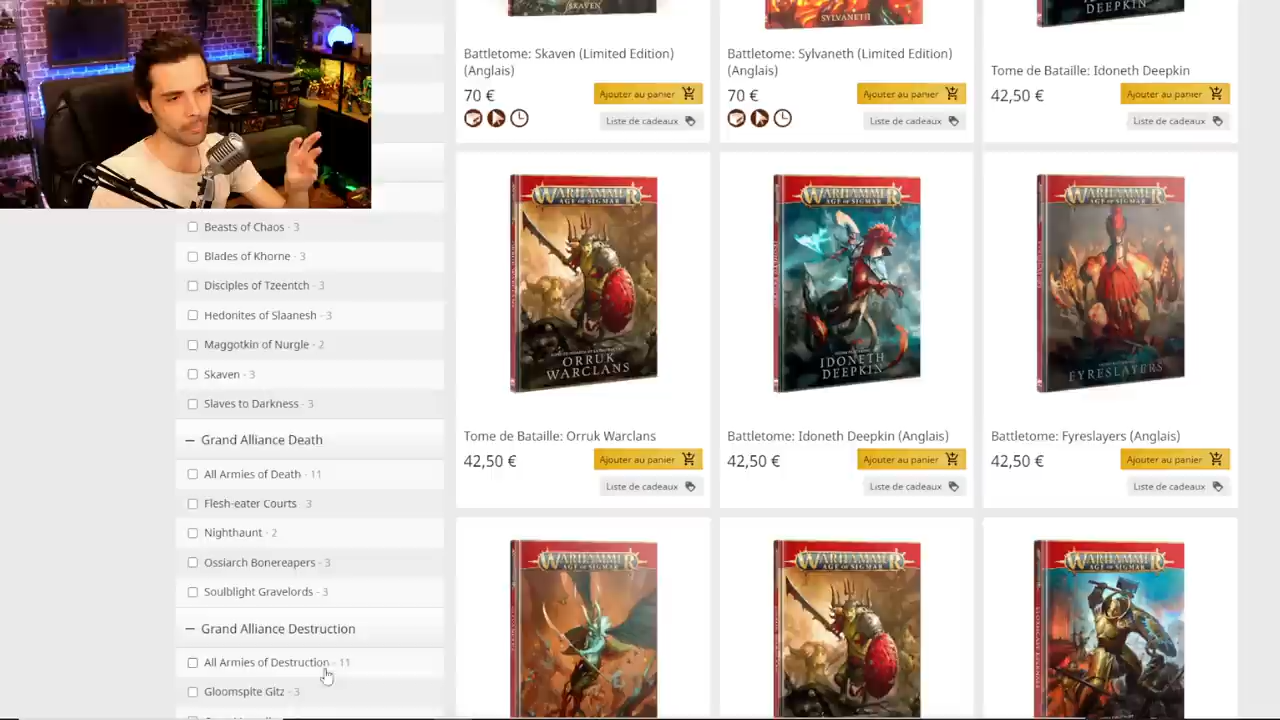 SKAVEN
SYLVANETH
DEEPKIN
Battletome: Skaven (Limited Edition)
(Anglais)
70 €
Ajouter au panier
Liste de cadeaux
Battletome: Sylvaneth (Limited Edition)
(Anglais)
70 €
Ajouter au panier
Liste de cadeaux
Tome de Bataille: Idoneth Deepkin
42,50 €
Ajouter au panier
Liste de cadeaux
Beasts of Chaos - 3
Blades of Khorne - 3
Disciples of Tzeentch - 3
Hedonites of Slaanesh - 3
Maggotkin of Nurgle - 2
Skaven - 3
Slaves to Darkness - 3
Grand Alliance Death
All Armies of Death - 11
Flesh-eater Courts - 3
Nighthaunt - 2
Ossiarch Bonereapers - 3
Soulblight Gravelords - 3
Grand Alliance Destruction
All Armies of Destruction - 11
Gloomspite Gitz - 3
WARHAMMER
AGE OF SIGMAR
ORRUK
WARCLANS
Tome de Bataille: Orruk Warclans
42,50 €
Ajouter au panier
Liste de cadeaux
WARHAMMER
AGE OF SIGMAR
IDONETH
DEEPKIN
Battletome: Idoneth Deepkin (Anglais)
42,50 €
Ajouter au panier
Liste de cadeaux
WARHAMMER
AGE OF SIGMAR
FYRESLAYERS
Battletome: Fyreslayers (Anglais)
42,50 €
Ajouter au panier
Liste de cadeaux
WARHAMMER
AGE OF SIGMAR
WARHAMMER
AGE OF SIGMAR
WARHAMMER
AGE OF SIGMAR